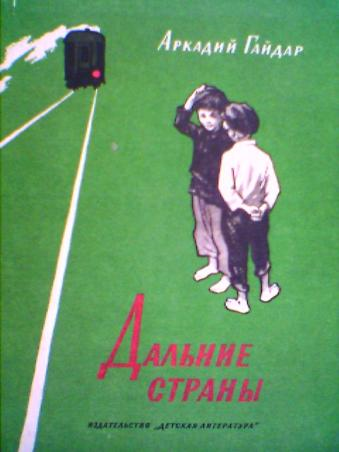 Аркадий Гайдар
Дальние
страны
издательство „детская литература"